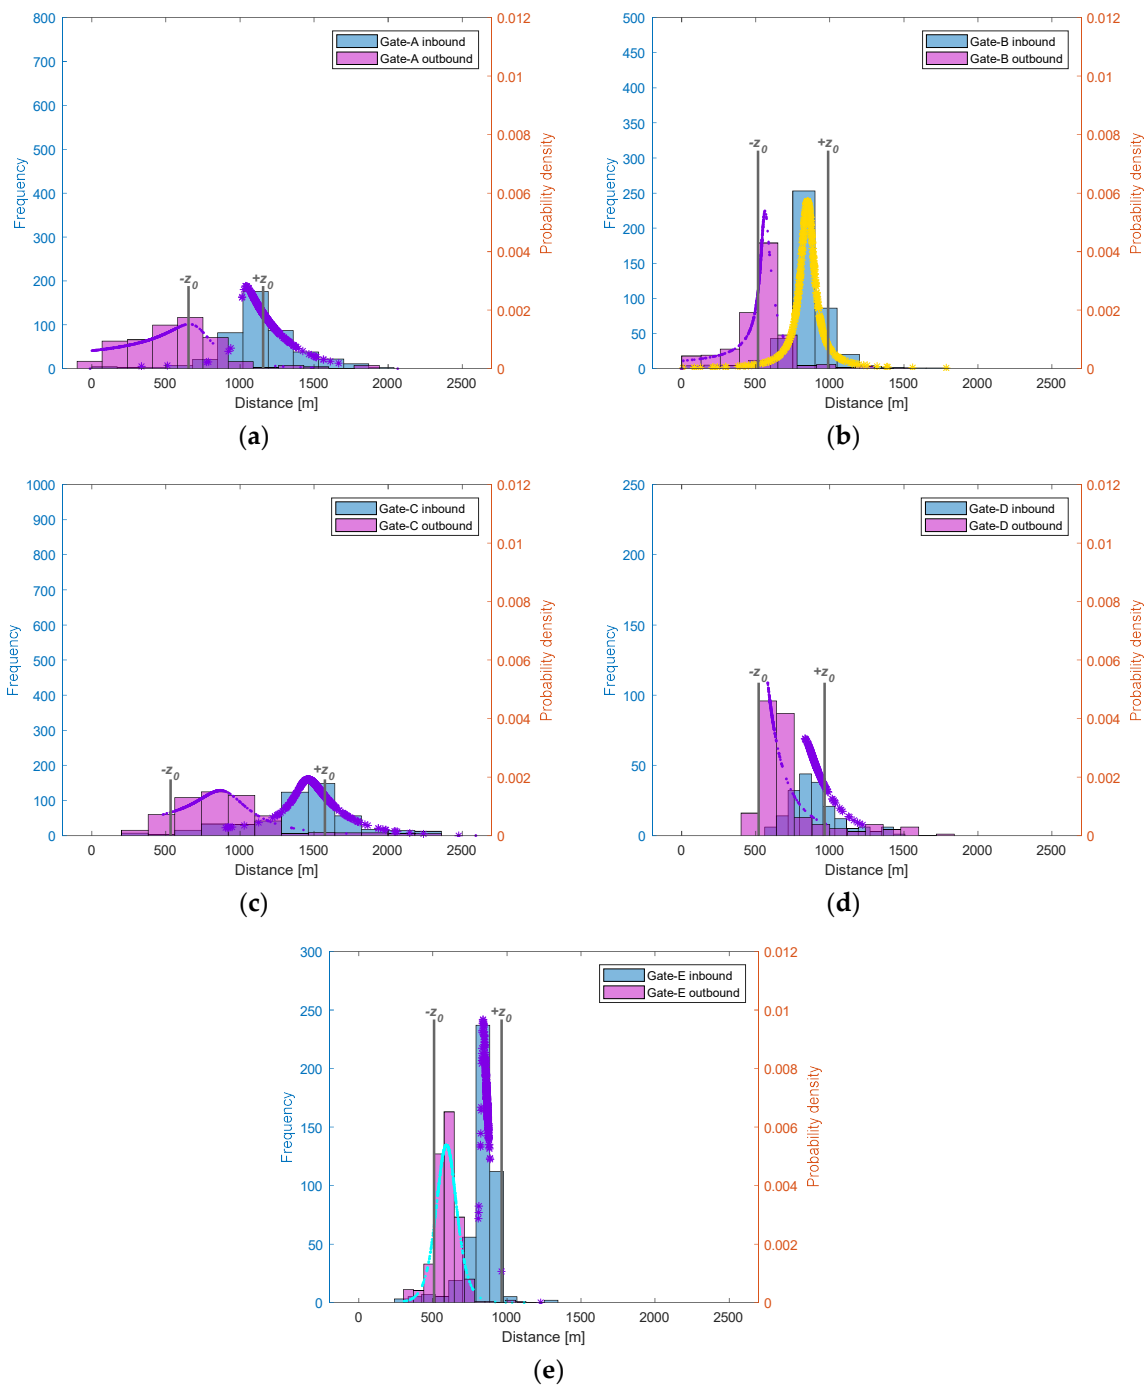 800
700
600
500
400
300
200
100
0
0.012
0.01
0.008
0.006
0.004
0.002
0
0 500 1000 1500 2000 2500
Frequency
Probability density
Distance [m]
Gate-A inbound
Gate-A outbound
-z0 +z0
(a)
500
450
400
350
300
250
200
150
100
50
0
0.012
0.01
0.008
0.006
0.004
0.002
0
0 500 1000 1500 2000 2500
Frequency
Probability density
Distance [m]
Gate-B inbound
Gate-B outbound
-z0 +z0
(b)
1000
900
800
700
600
500
400
300
200
100
0
0.012
0.01
0.008
0.006
0.004
0.002
0
0 500 1000 1500 2000 2500
Frequency
Probability density
Distance [m]
Gate-C inbound
Gate-C outbound
-z0 +z0
(c)
250
200
150
100
50
0
0.012
0.01
0.008
0.006
0.004
0.002
0
0 500 1000 1500 2000 2500
Frequency
Probability density
Distance [m]
Gate-D inbound
Gate-D outbound
-z0 +z0
(d)
300
250
200
150
100
50
0
0.012
0.01
0.008
0.006
0.004
0.002
0
0 500 1000 1500 2000 2500
Frequency
Probability density
Distance [m]
Gate-E inbound
Gate-E outbound
-z0 +z0
(e)